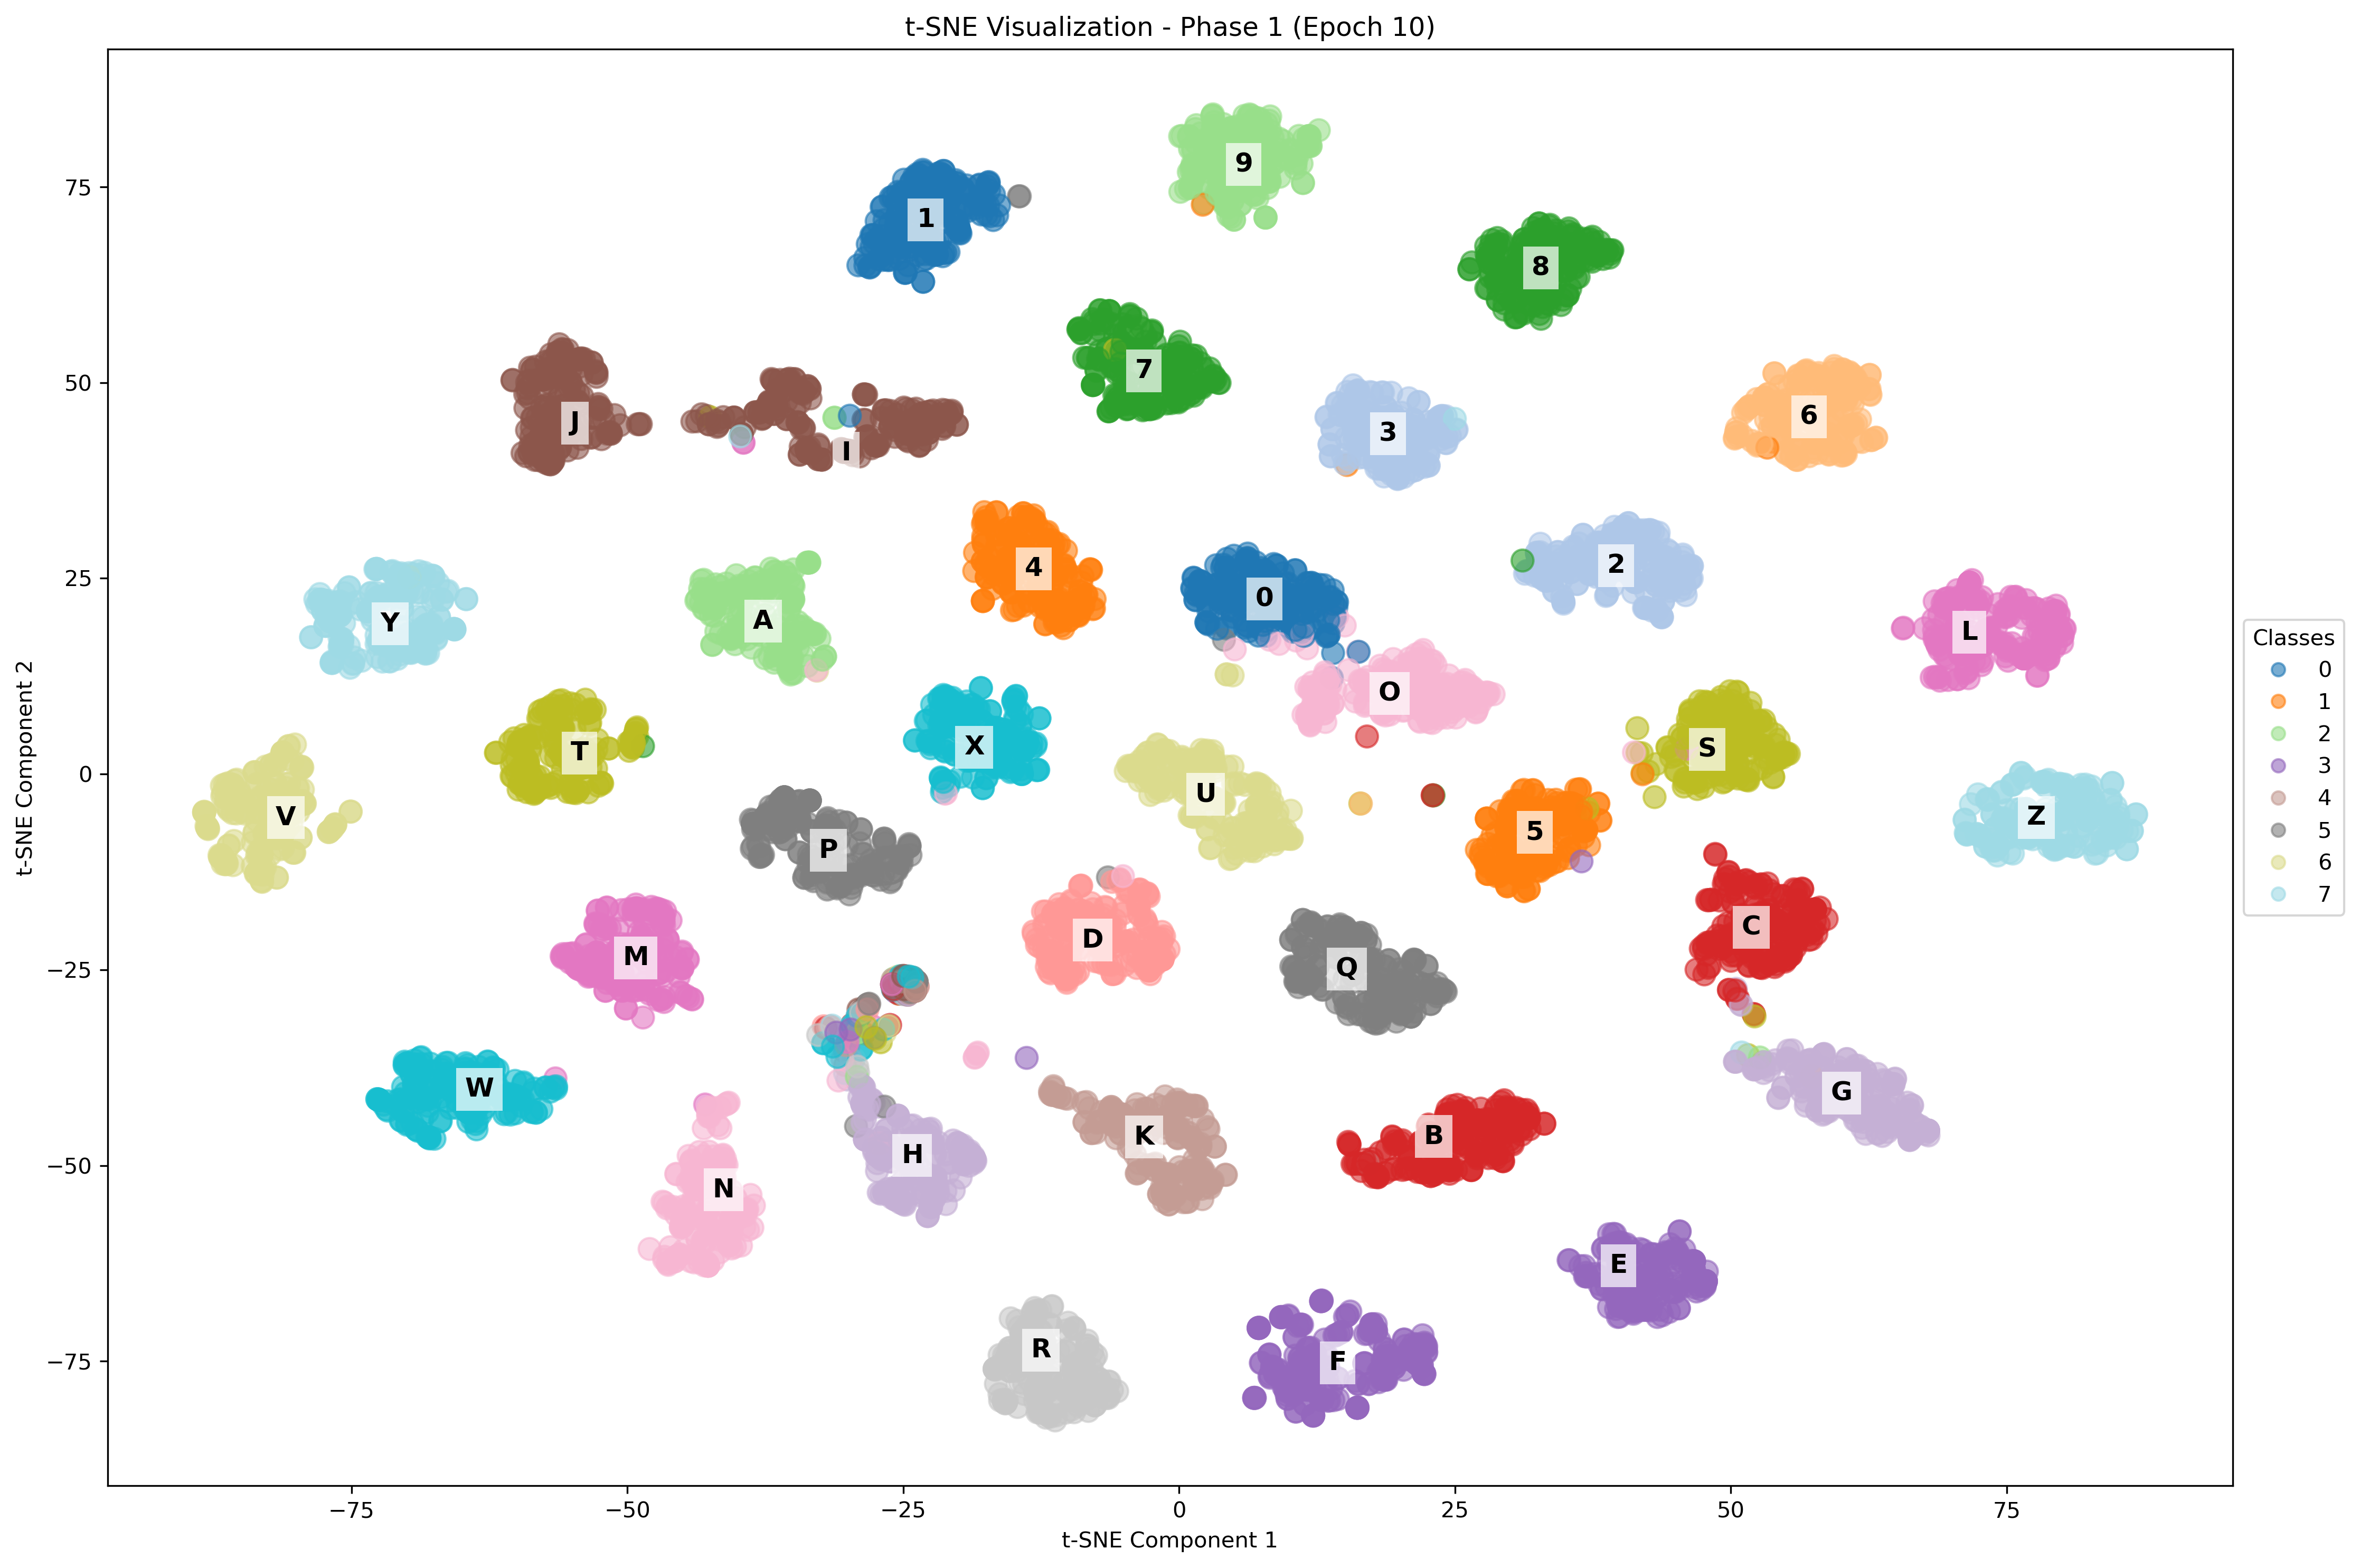 t-SNE Visualization - Phase 1 (Epoch 10)
t-SNE Component 2
75
50
25
0
−25
−50
−75
9
1
8
7
J
I
3
6
4
2
0
Y
A
L
O
T
X
S
V
U
Z
P
5
D
C
M
Q
W
G
K
B
H
N
E
R
F
Classes
0
1
2
3
4
5
6
7
−75 −50 −25 0 25 50 75
t-SNE Component 1